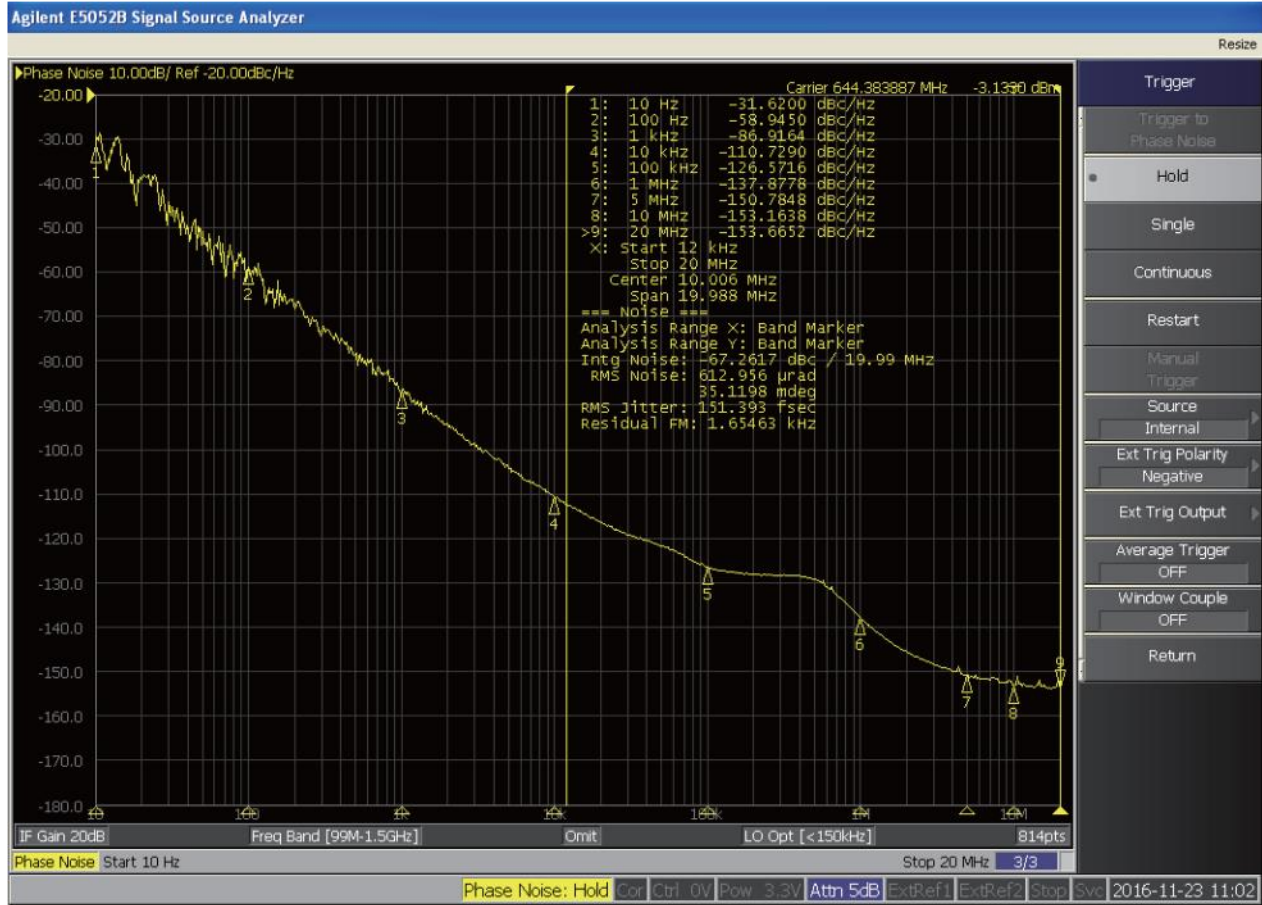 Agilent E5052B Signal Source Analyzer
Resize
▶Phase Noise 10.00dB/ Ref -20.00dBc/Hz
Carrier 644.383887 MHz -3.1330 dBm
1: 10 Hz -31.6200 dBc/Hz
2: 100 Hz -58.9450 dBc/Hz
3: 1 kHz -86.9164 dBc/Hz
4: 10 kHz -110.7290 dBc/Hz
5: 100 kHz -126.5716 dBc/Hz
6: 1 MHz -137.8778 dBc/Hz
7: 5 MHz -150.7848 dBc/Hz
8: 10 MHz -153.1638 dBc/Hz
>9: 20 MHz -153.6652 dBc/Hz
X: Start 12 kHz
Stop 20 MHz
Center 10.006 MHz
Span 19.988 MHz
=== Noise ===
Analysis Range X: Band Marker
Analysis Range Y: Band Marker
Intg Noise: -67.2617 dBc / 19.99 MHz
RMS Noise: 612.956 µrad
35.1198 mdeg
RMS Jitter: 151.393 fsec
Residual FM: 1.65463 kHz
-20.00
-30.00
-40.00
-50.00
-60.00
-70.00
-80.00
-90.00
-100.0
-110.0
-120.0
-130.0
-140.0
-150.0
-160.0
-170.0
-180.0
1
2
3
4
5
6
7
8
9
10
100
1k
10k
100k
1M
10M
IF Gain 20dB
Freq Band [99M-1.5GHz]
Omit
LO Opt [<150kHz]
814pts
Phase Noise Start 10 Hz
Stop 20 MHz
3/3
Phase Noise: Hold
Cor
Ctrl 0V
Pow 3.3V
Attn 5dB
ExtRef1
ExtRef2
Stop
Svc
2016-11-23 11:02
Trigger
Trigger to
Phase Noise
Hold
Single
Continuous
Restart
Manual
Trigger
Source
Internal
Ext Trig Polarity
Negative
Ext Trig Output
Average Trigger
OFF
Window Couple
OFF
Return